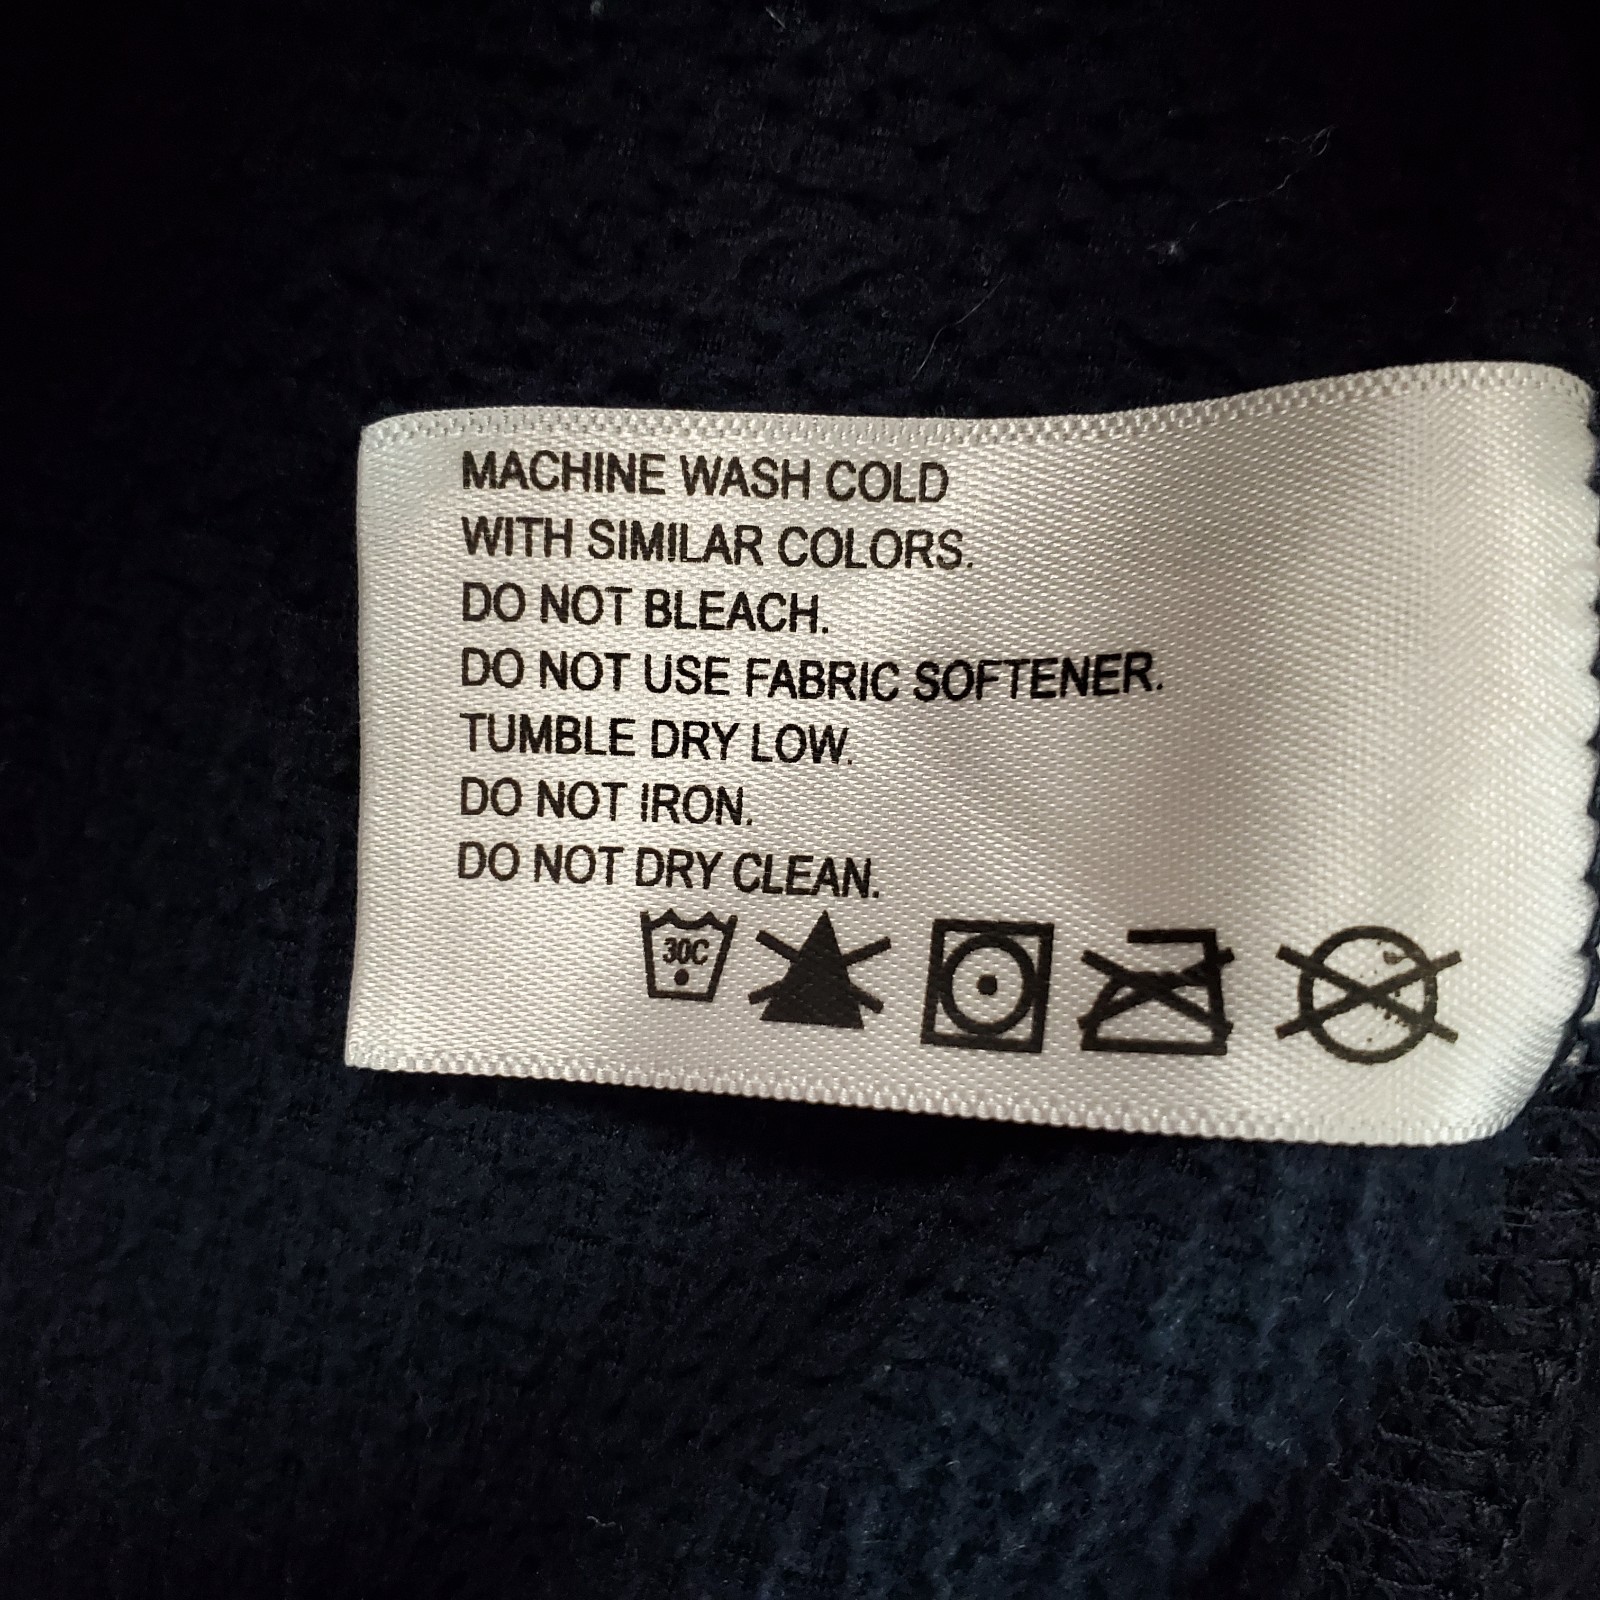 MACHINE WASH COLD
WITH SIMILAR COLORS.
DO NOT BLEACH.
DO NOT USE FABRIC SOFTENER.
TUMBLE DRY LOW.
DO NOT IRON.
DO NOT DRY CLEAN.
30C